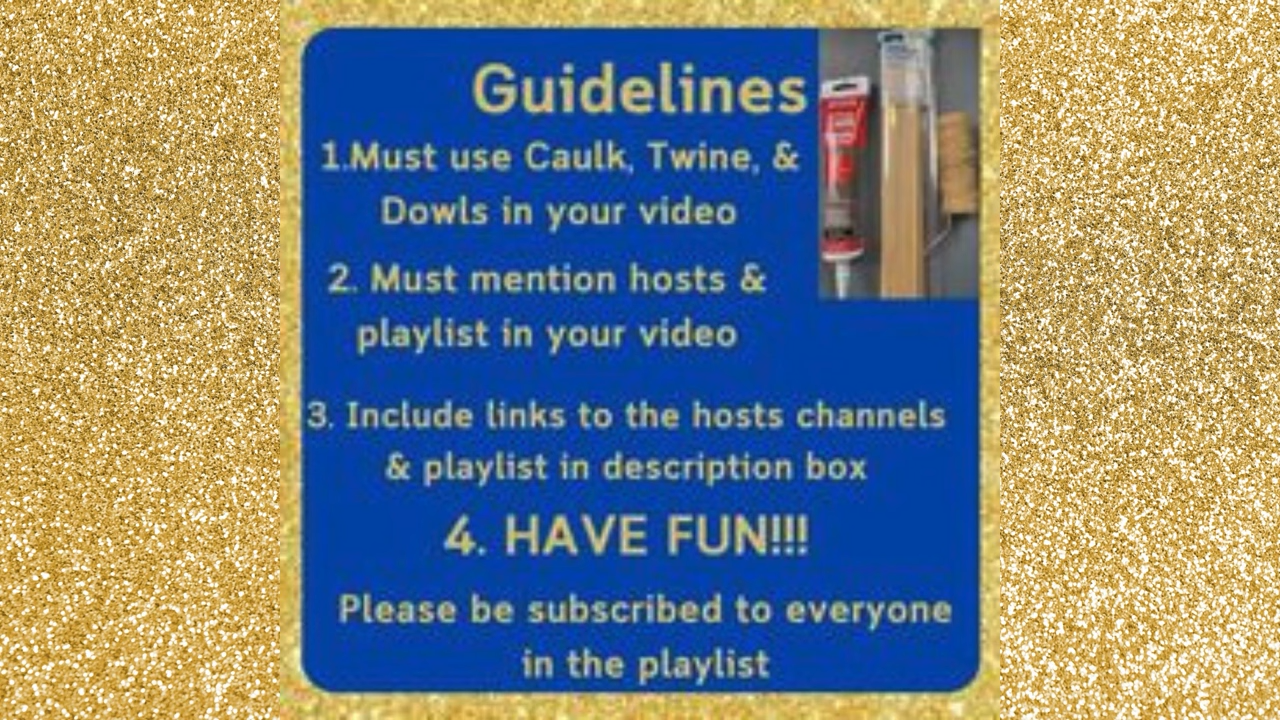 Guidelines
1.Must use Caulk, Twine, &
Dowls in your video
2. Must mention hosts &
playlist in your video
3. Include links to the hosts channels
& playlist in description box
4. HAVE FUN!!!
Please be subscribed to everyone
in the playlist